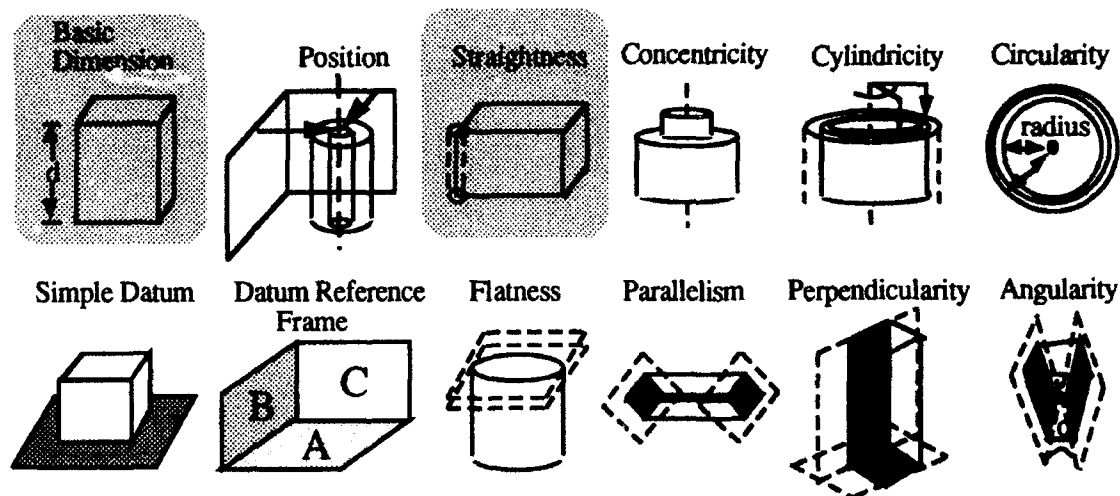 Basic
Dimension
Position
Straightness
Concentricity
Cylindricity
Circularity
d
radius
Simple Datum
Datum Reference
Frame
Flatness
Parallelism
Perpendicularity
Angularity
B
C
A